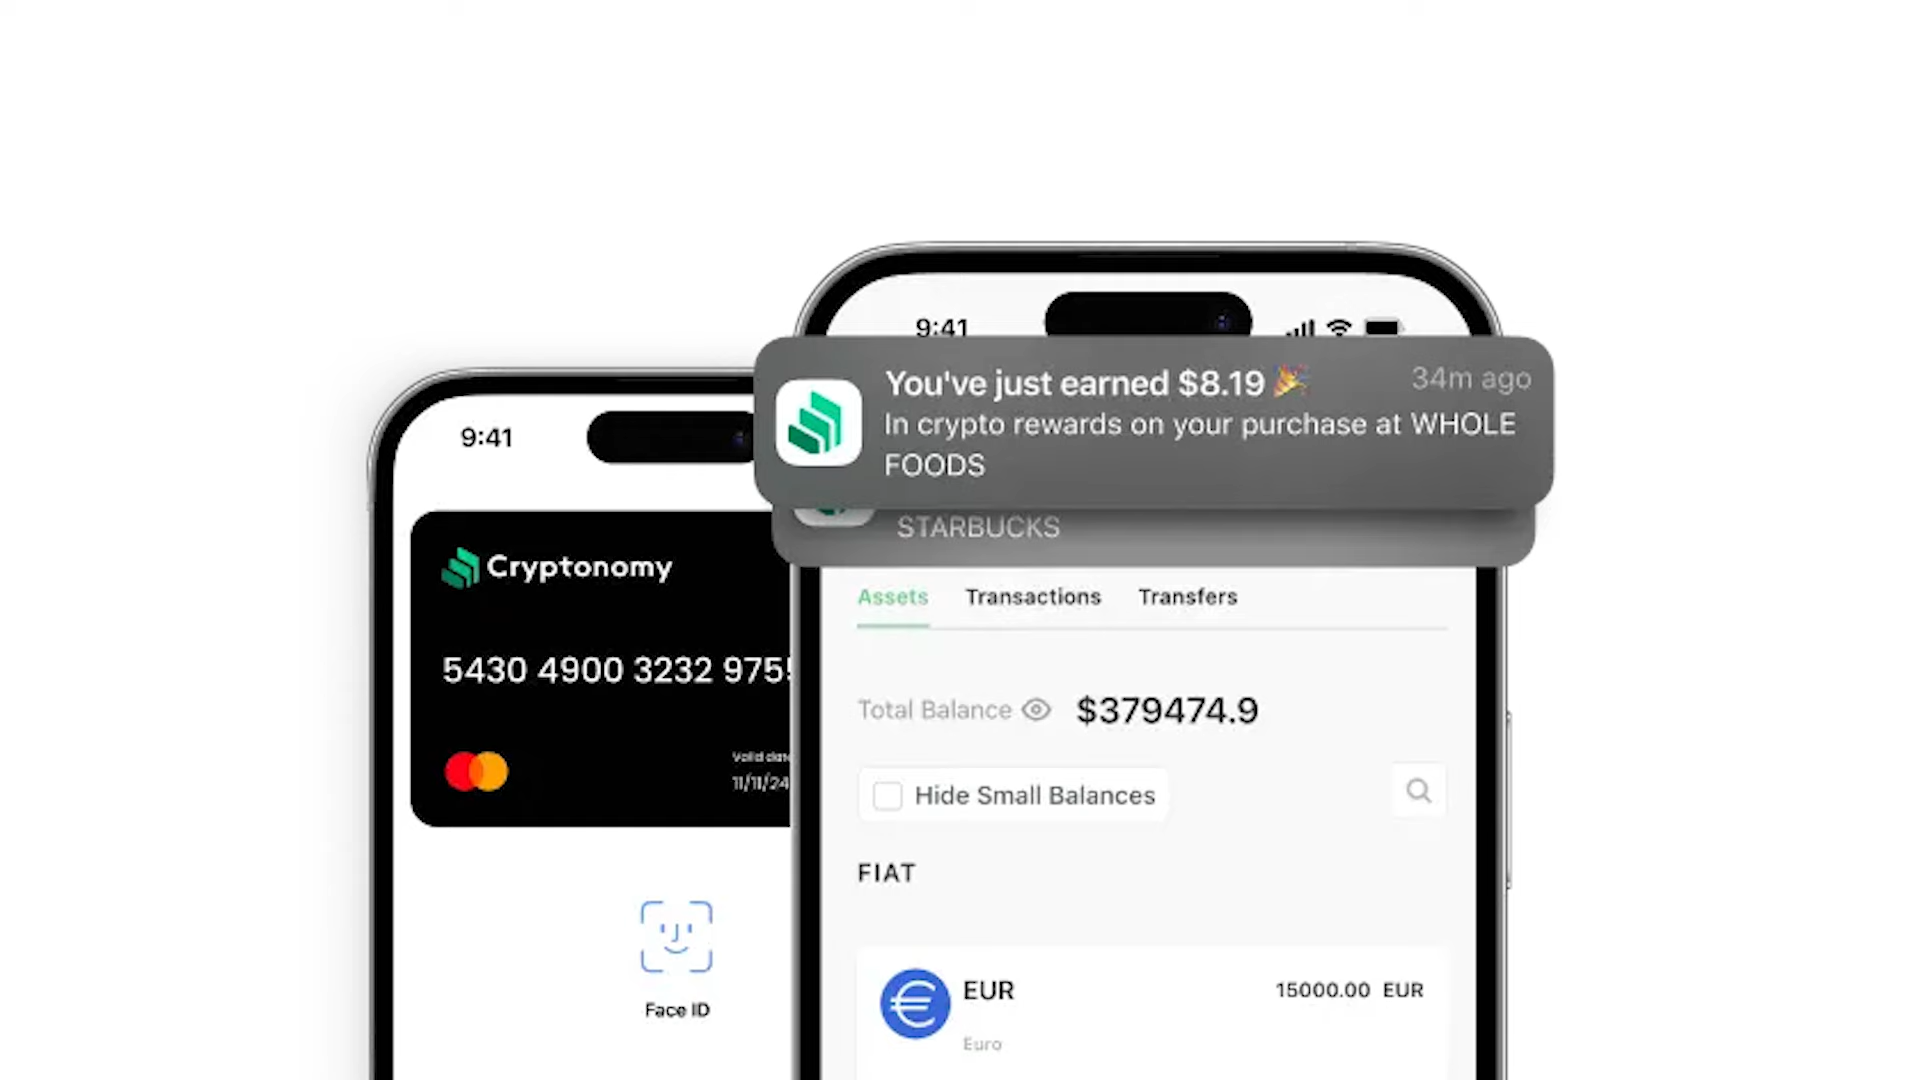 9:41
Cryptonomy
5430 4900 3232 975
11/11/24
Face ID
9:41
You've just earned $8.19 🎉
34m ago
In crypto rewards on your purchase at WHOLE
FOODS
STARBUCKS
Assets Transactions Transfers
Total Balance $379474.9
Hide Small Balances
FIAT
EUR 15000.00 EUR
Euro